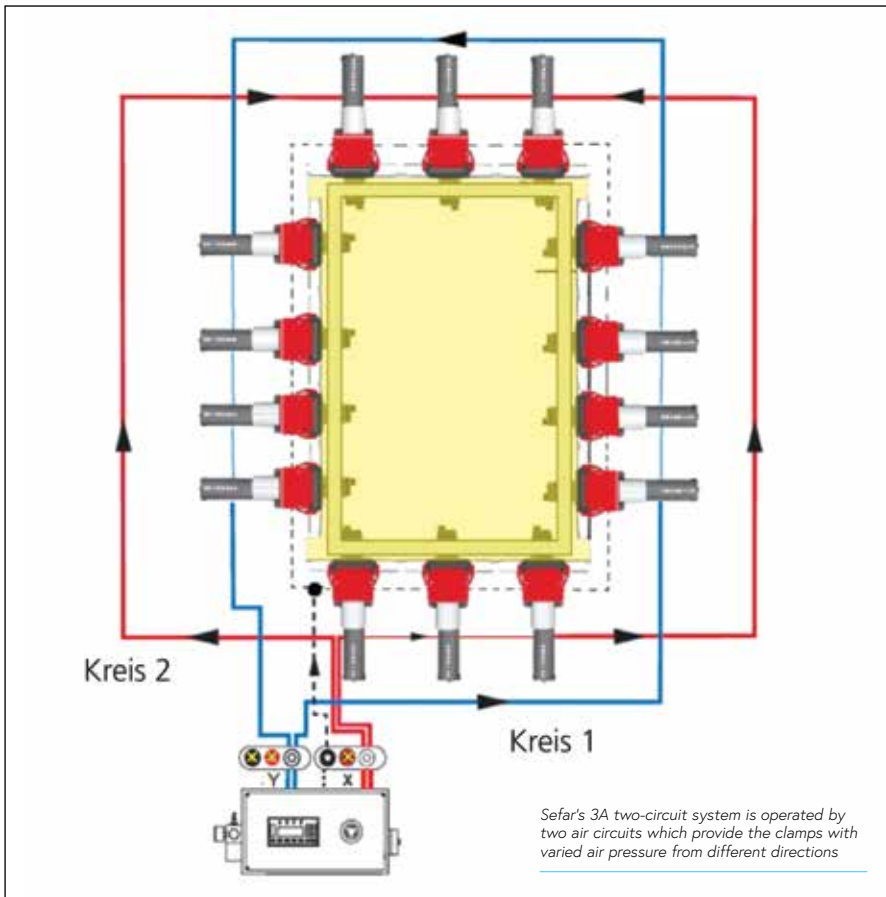 Kreis 2
Kreis 1
Y
X
Sefar's 3A two-circuit system is operated by
two air circuits which provide the clamps with
varied air pressure from different directions